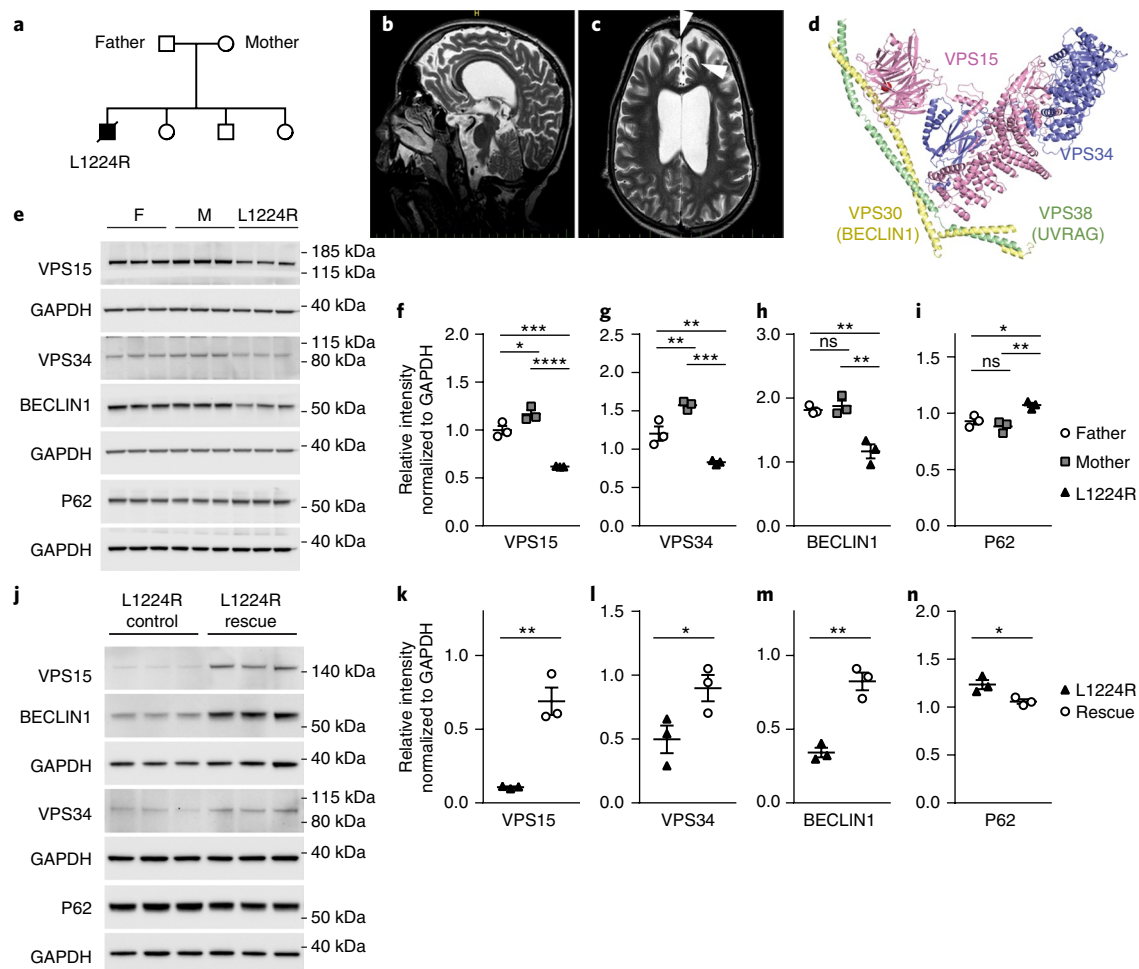 a
Father
Mother
L1224R
b
H
c
d
VPS15
VPS34
VPS30
(BECLIN1)
VPS38
(UVRAG)
e
F M L1224R
VPS15
185 kDa
115 kDa
GAPDH
40 kDa
VPS34
115 kDa
80 kDa
BECLIN1
50 kDa
GAPDH
40 kDa
P62
50 kDa
GAPDH
40 kDa
f
Relative intensity
normalized to GAPDH
2.0
1.5
1.0
0.5
0.0
***
*
****
VPS15
g
2.5
2.0
1.5
1.0
0.5
0.0
**
**
***
VPS34
h
3.0
2.0
1.0
0.0
**
ns
**
BECLIN1
i
1.5
1.0
0.5
0.0
*
**
ns
P62
Father
Mother
L1224R
j
L1224R
control
L1224R
rescue
VPS15
140 kDa
BECLIN1
50 kDa
GAPDH
40 kDa
VPS34
115 kDa
80 kDa
GAPDH
40 kDa
P62
50 kDa
GAPDH
40 kDa
k
Relative intensity
normalized to GAPDH
1.0
0.5
0.0
**
VPS15
l
1.5
1.0
0.5
0.0
*
VPS34
m
1.0
0.5
0.0
**
BECLIN1
n
2.0
1.5
1.0
0.5
0.0
*
P62
L1224R
Rescue